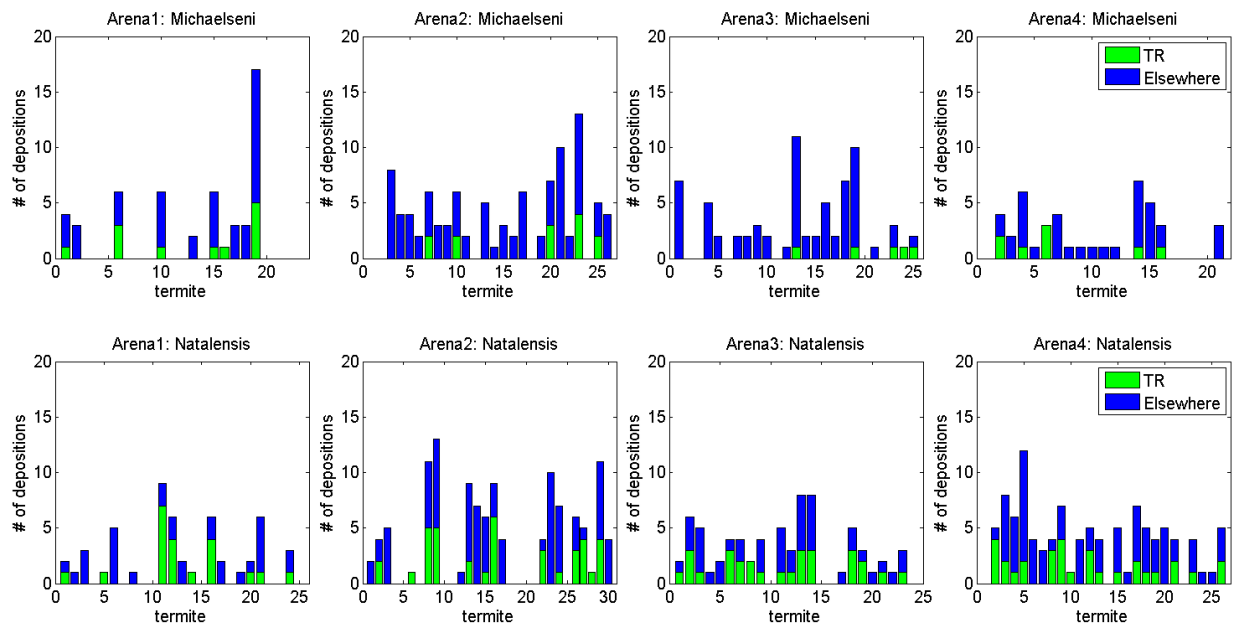 Arena1: Michaelseni Arena2: Michaelseni Arena3: Michaelseni Arena4: Michaelseni
20 20 20 20
TR
Elsewhere
15 15 15 15
10 10 10 10
5 5 5 5
0 0 0 0
# of depositions # of depositions # of depositions # of depositions
0 5 10 15 20 0 5 10 15 20 25 0 5 10 15 20 25 0 5 10 15 20
termite termite termite termite
Arena1: Natalensis Arena2: Natalensis Arena3: Natalensis Arena4: Natalensis
20 20 20 20
TR
Elsewhere
15 15 15 15
10 10 10 10
5 5 5 5
0 0 0 0
# of depositions # of depositions # of depositions # of depositions
0 5 10 15 20 25 0 5 10 15 20 25 30 0 5 10 15 20 25 0 5 10 15 20 25
termite termite termite termite